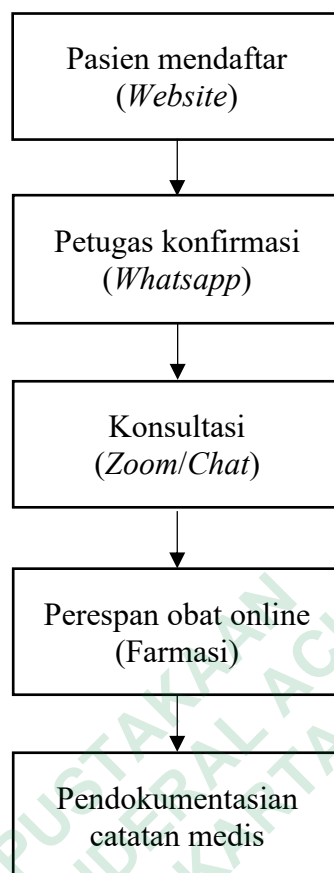 Pasien mendaftar
(Website)
Petugas konfirmasi
(Whatsapp)
Konsultasi
(Zoom/Chat)
Perespan obat online
(Farmasi)
Pendokumentasian
catatan medis